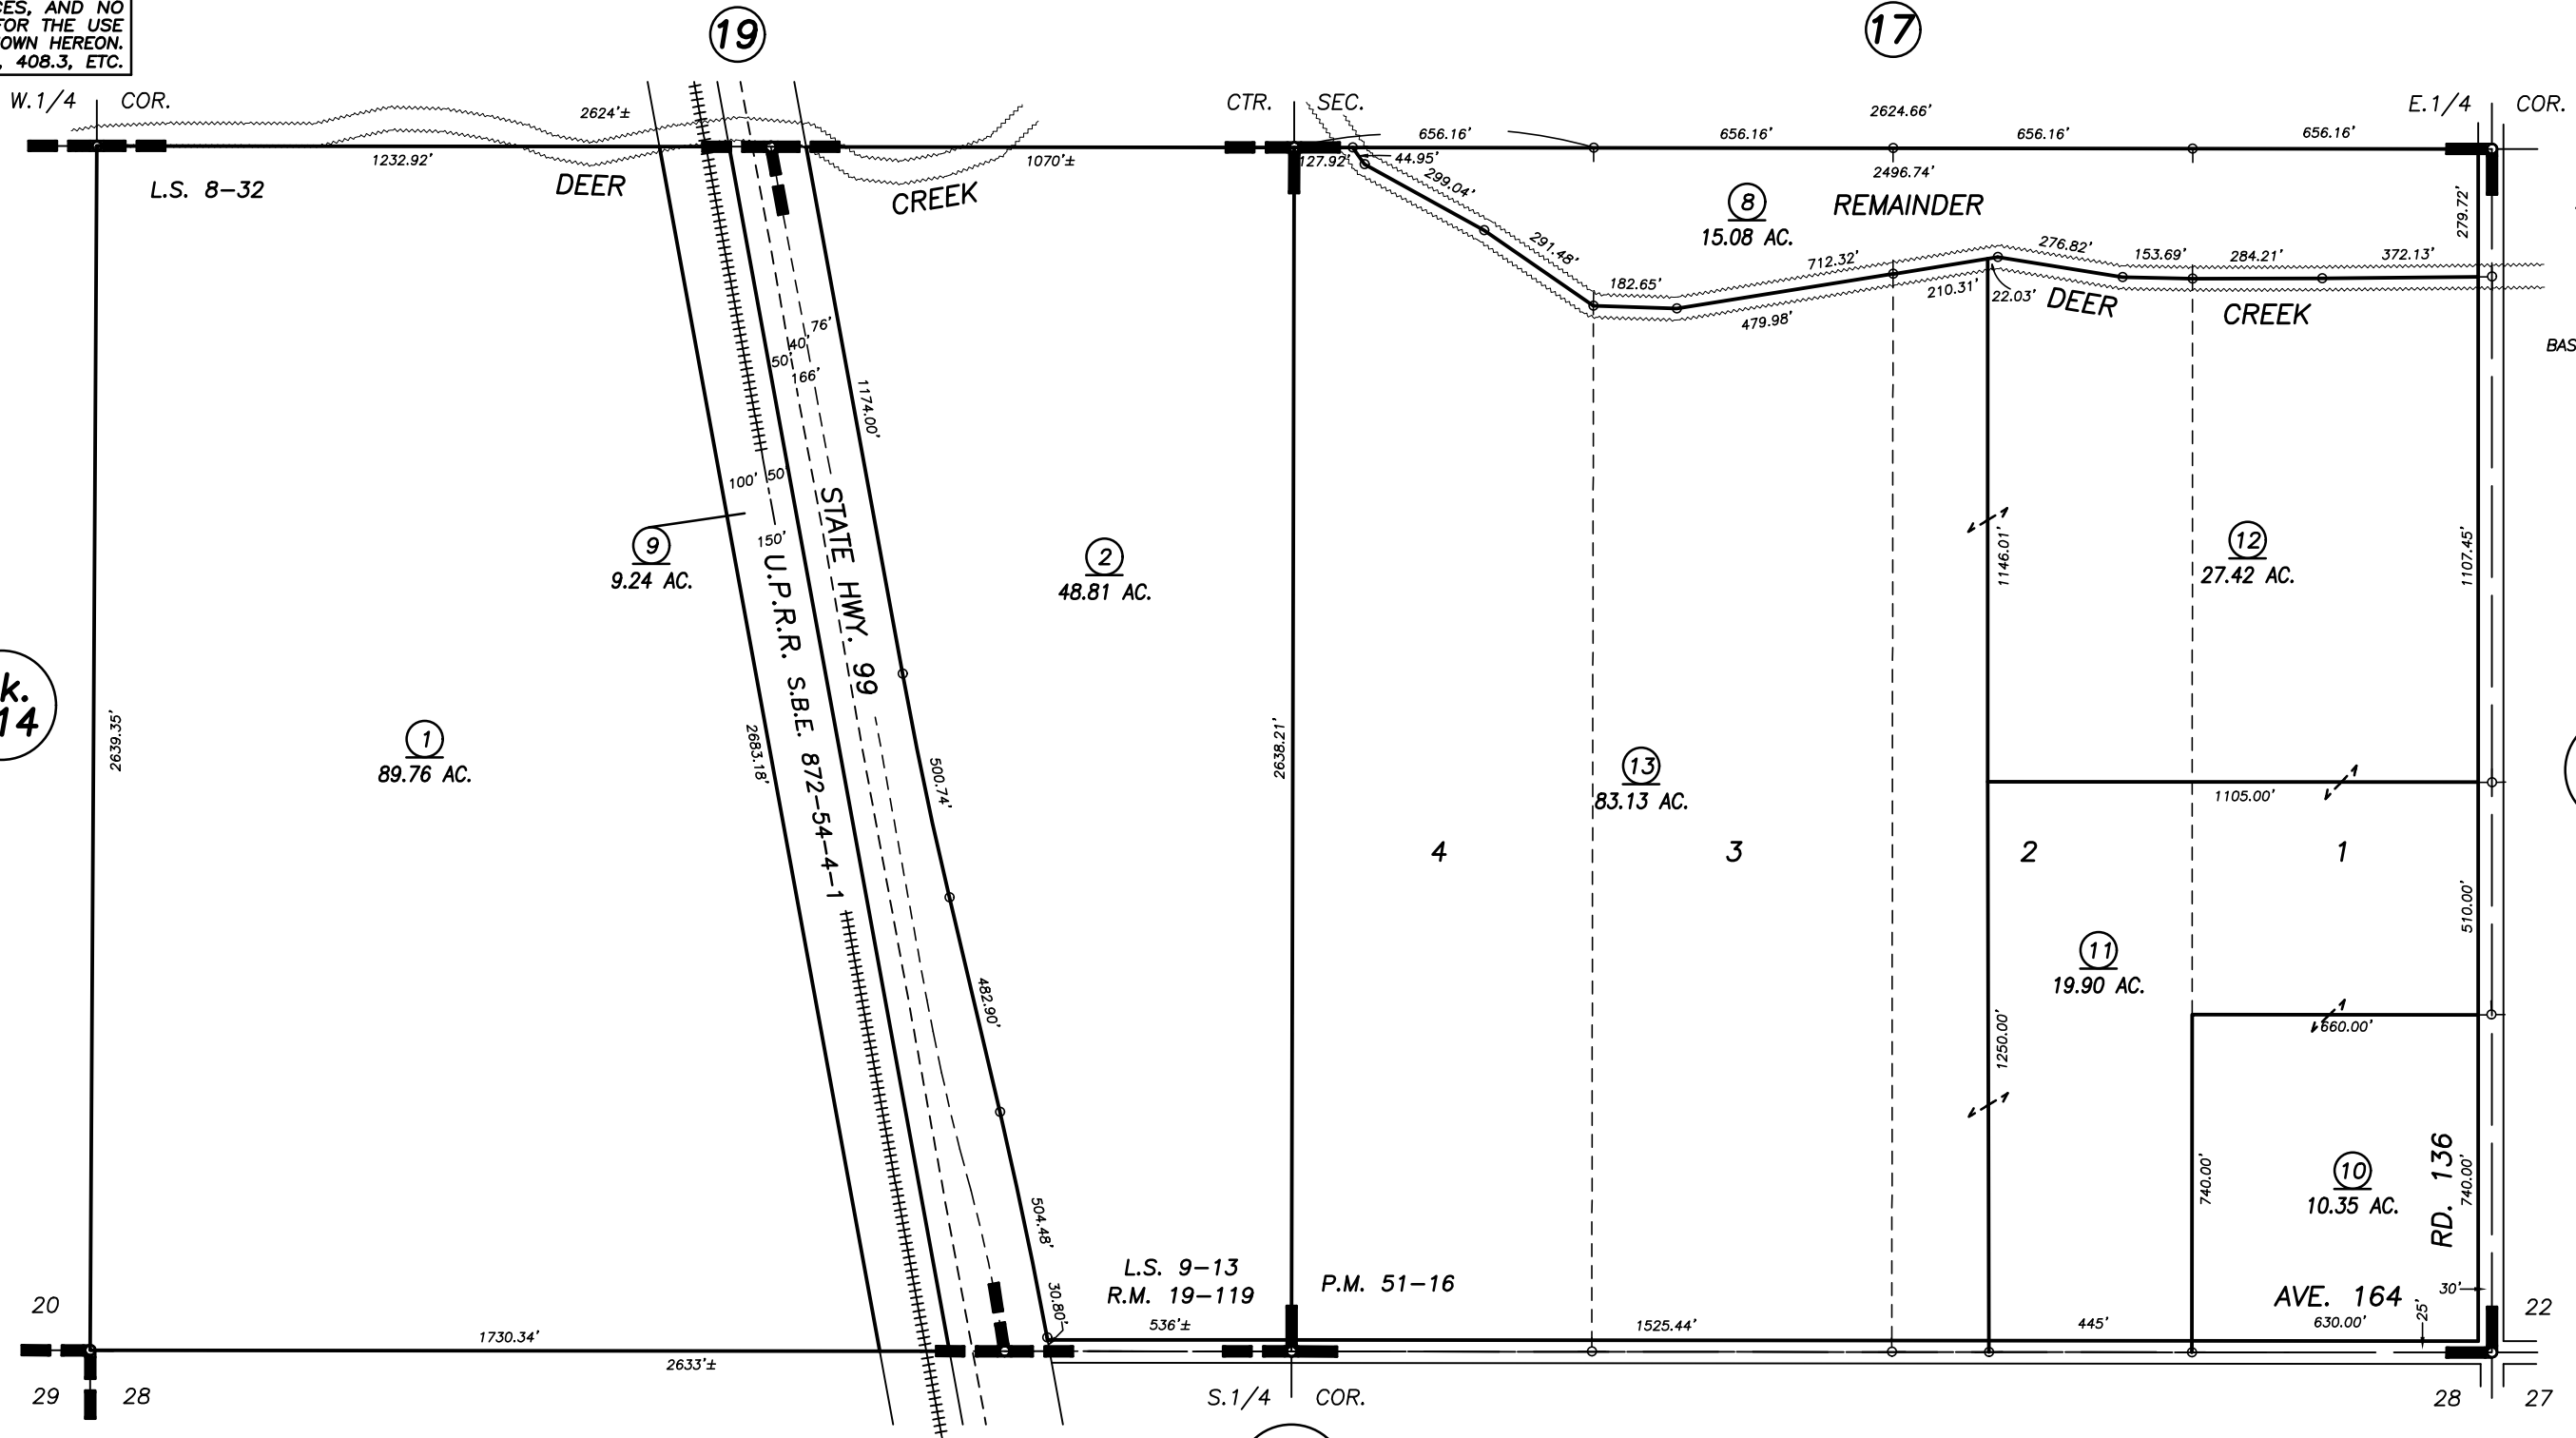 CES, AND NO
FOR THE USE
OWN HEREON.
, 408.3, ETC.
19
17
W.1/4 COR.
2624'±
CTR. SEC.
2624.66'
E.1/4 COR.
656.16'
656.16'
656.16'
656.16'
1232.92'
1070'±
127.92'
44.95'
2496.74'
L.S. 8-32
DEER
CREEK
299.04'
8
15.08 AC.
REMAINDER
279.72'
291.48'
182.65'
712.32'
276.82'
153.69'
284.21'
372.13'
479.98'
210.31'
22.03'
DEER
CREEK
BAS
76'
40'
50'
166'
1174.00'
100'
50'
150'
9
9.24 AC.
STATE HWY. 99
U.P.R.R. S.B.E. 872-54-4-1
2
48.81 AC.
1146.01'
12
27.42 AC.
1107.45'
k.
14
2639.35'
1
89.76 AC.
2683.18'
500.74'
2638.21'
13
83.13 AC.
1105.00'
4
3
2
1
510.00'
11
19.90 AC.
482.90'
1250.00'
660.00'
740.00'
10
10.35 AC.
RD. 136
740.00'
504.48'
30.80'
L.S. 9-13
R.M. 19-119
P.M. 51-16
AVE. 164
30'
25'
20
22
1730.34'
536'±
1525.44'
445'
630.00'
2633'±
29
28
S.1/4 COR.
28
27